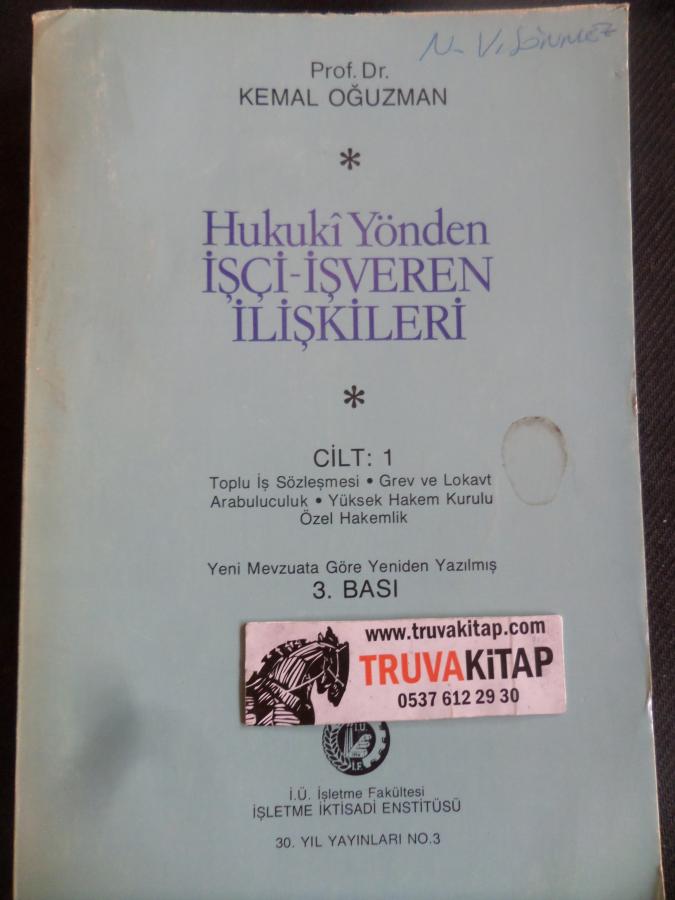 N. V. SÖNMEZ
Prof. Dr.
KEMAL OĞUZMAN
*
Hukukî Yönden
İŞÇİ-İŞVEREN
İLİŞKİLERİ
*
CİLT: 1
Toplu İş Sözleşmesi • Grev ve Lokavt
Arabuluculuk • Yüksek Hakem Kurulu
Özel Hakemlik
Yeni Mevzuata Göre Yeniden Yazılmış
3. BASI
www.truvakitap.com
TRUVAKiTAP
0537 612 29 30
İ.Ü.
İ.F.
İ.Ü. İşletme Fakültesi
İŞLETME İKTİSADİ ENSTİTÜSÜ
30. YIL YAYINLARI NO.3